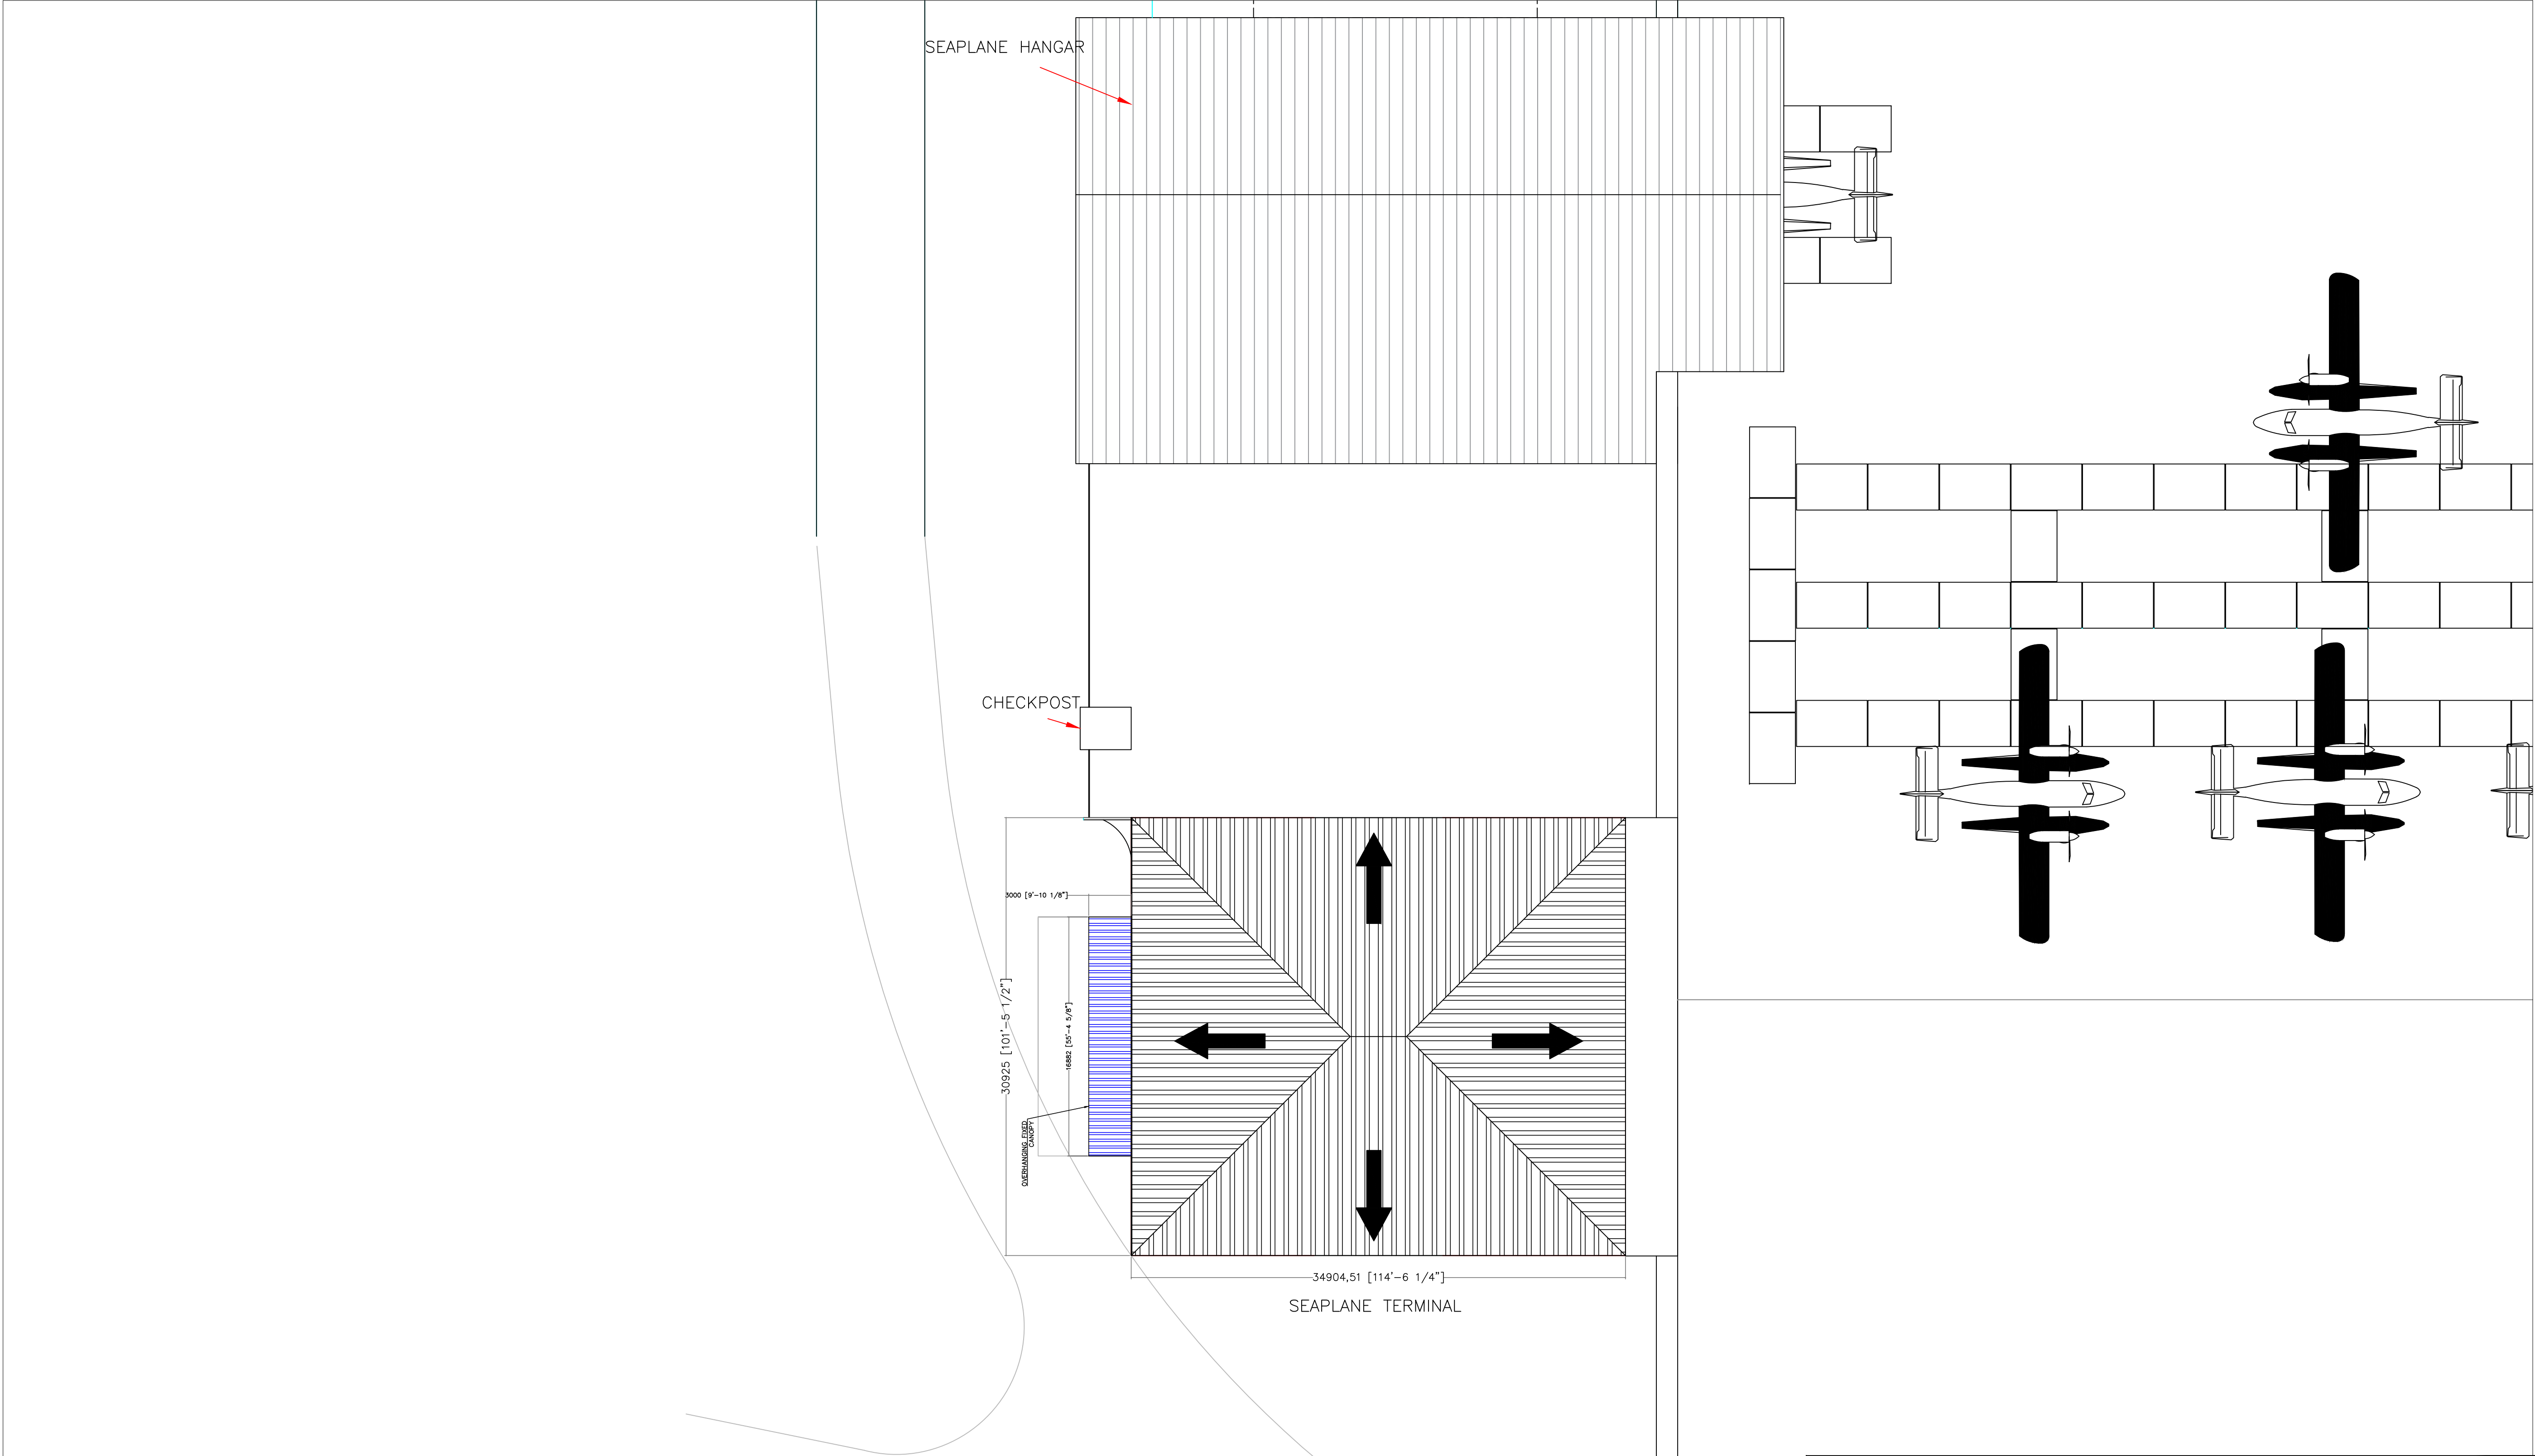 SEAPLANE HANGAR
CHECKPOST
3000 [9'-10 1/8"]
30925 [101'-5 1/2"]
16882 [55'-4 5/8"]
OVERHANGING FIXED
CANOPY
34904,51 [114'-6 1/4"]
SEAPLANE TERMINAL